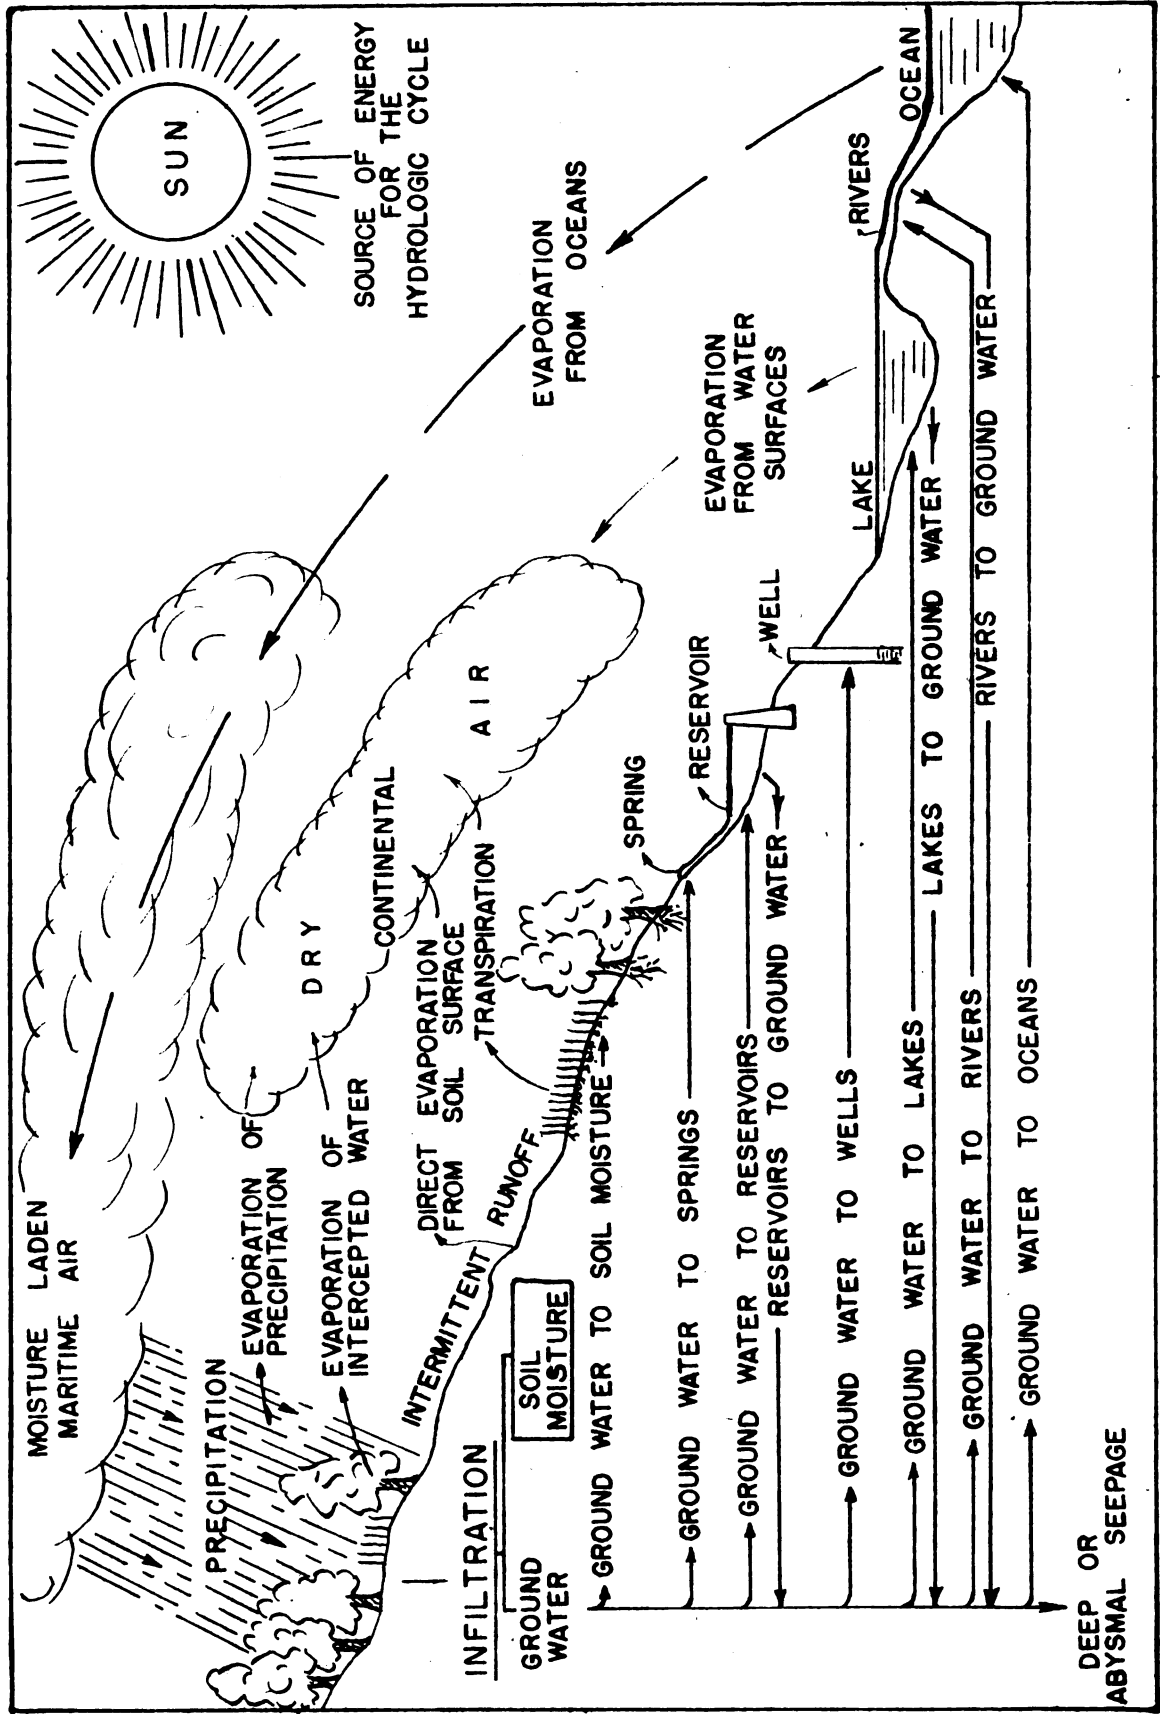 MOISTURE LADEN
MARITIME AIR
SUN
SOURCE OF ENERGY
FOR THE
HYDROLOGIC CYCLE
PRECIPITATION
EVAPORATION OF
PRECIPITATION
EVAPORATION OF
INTERCEPTED WATER
DRY
CONTINENTAL
AIR
EVAPORATION
FROM OCEANS
DIRECT EVAPORATION
FROM SOIL SURFACE
TRANSPIRATION
EVAPORATION
FROM WATER
SURFACES
INTERMITTENT RUNOFF
SPRING
RESERVOIR
WELL
LAKE
RIVERS
OCEAN
INFILTRATION
GROUND
WATER
SOIL
MOISTURE
GROUND WATER TO SOIL MOISTURE
GROUND WATER TO SPRINGS
GROUND WATER TO RESERVOIRS
RESERVOIRS TO GROUND WATER
GROUND WATER TO WELLS
GROUND WATER TO LAKES
LAKES TO GROUND WATER
GROUND WATER TO RIVERS
RIVERS TO GROUND WATER
GROUND WATER TO OCEANS
DEEP OR
ABYSMAL SEEPAGE